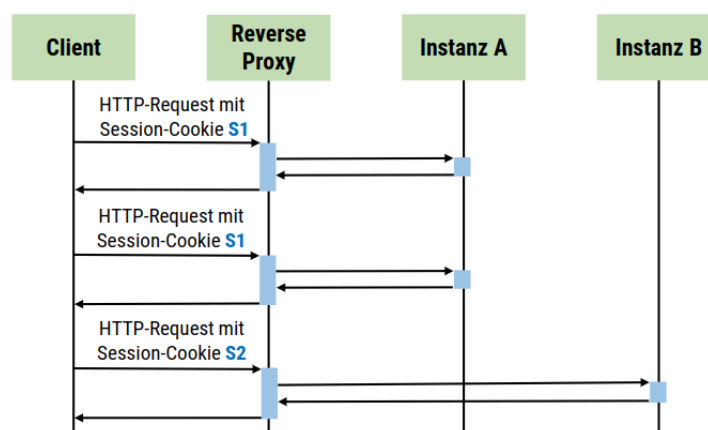 Client
Reverse
Proxy
Instanz A
Instanz B
HTTP-Request mit
Session-Cookie S1
HTTP-Request mit
Session-Cookie S1
HTTP-Request mit
Session-Cookie S2